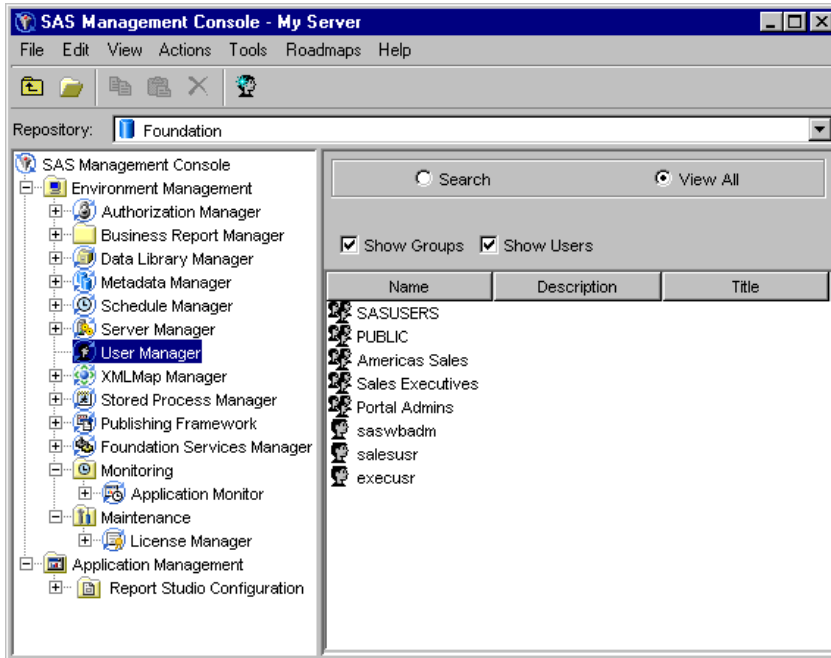 SAS Management Console - My Server
File Edit View Actions Tools Roadmaps Help
Repository: Foundation
SAS Management Console
Environment Management
Authorization Manager
Business Report Manager
Data Library Manager
Metadata Manager
Schedule Manager
Server Manager
User Manager
XMLMap Manager
Stored Process Manager
Publishing Framework
Foundation Services Manager
Monitoring
Application Monitor
Maintenance
License Manager
Application Management
Report Studio Configuration
Search View All
Show Groups Show Users
Name Description Title
SASUSERS
PUBLIC
Americas Sales
Sales Executives
Portal Admins
saswbadm
salesusr
execusr